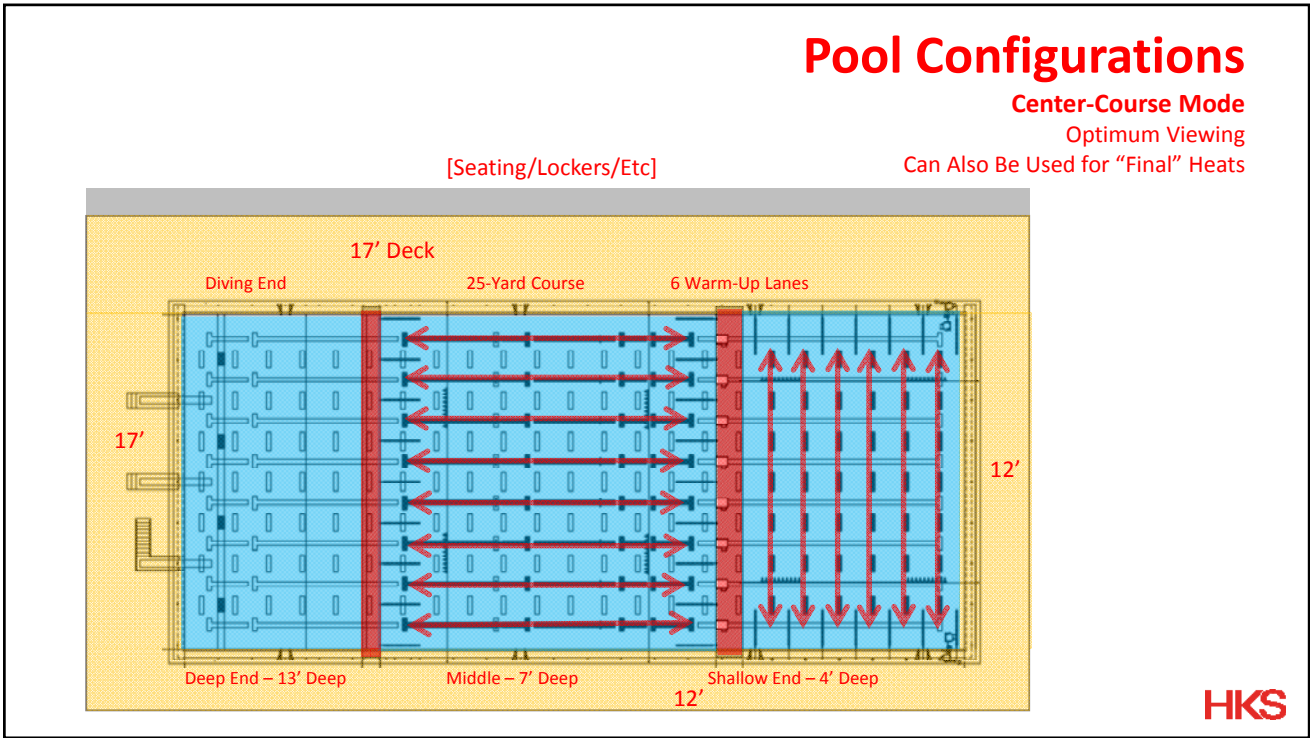 Pool Configurations
Center-Course Mode
Optimum Viewing
Can Also Be Used for “Final” Heats
[Seating/Lockers/Etc]
17’ Deck
Diving End
25-Yard Course
6 Warm-Up Lanes
17’
12’
Deep End – 13’ Deep
Middle – 7’ Deep
Shallow End – 4’ Deep
12’
HKS